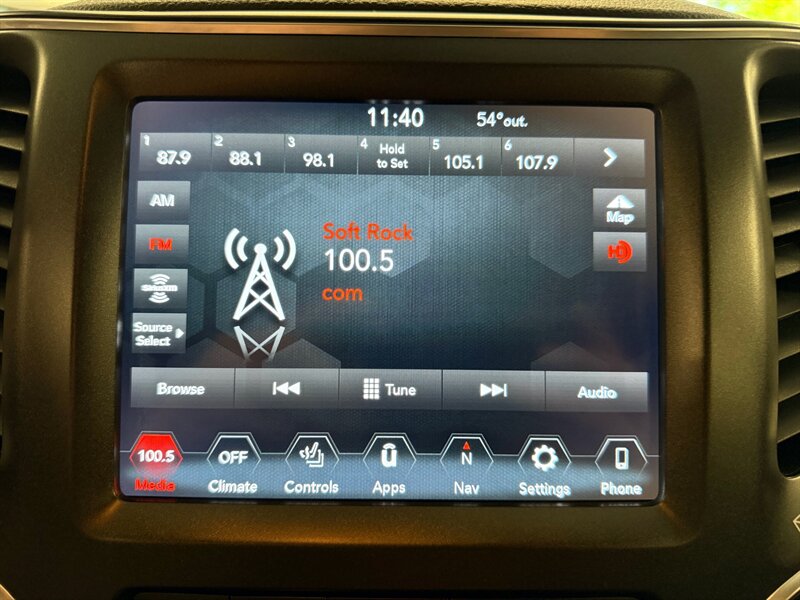 11:40 54°out.
1 87.9 2 88.1 3 98.1 4 Hold to Set 5 105.1 6 107.9
AM
Map
Soft Rock
FM
HD
100.5
SiriusXM
com
Source
Select
Browse Tune Audio
100.5 OFF N
Media Climate Controls Apps Nav Settings Phone